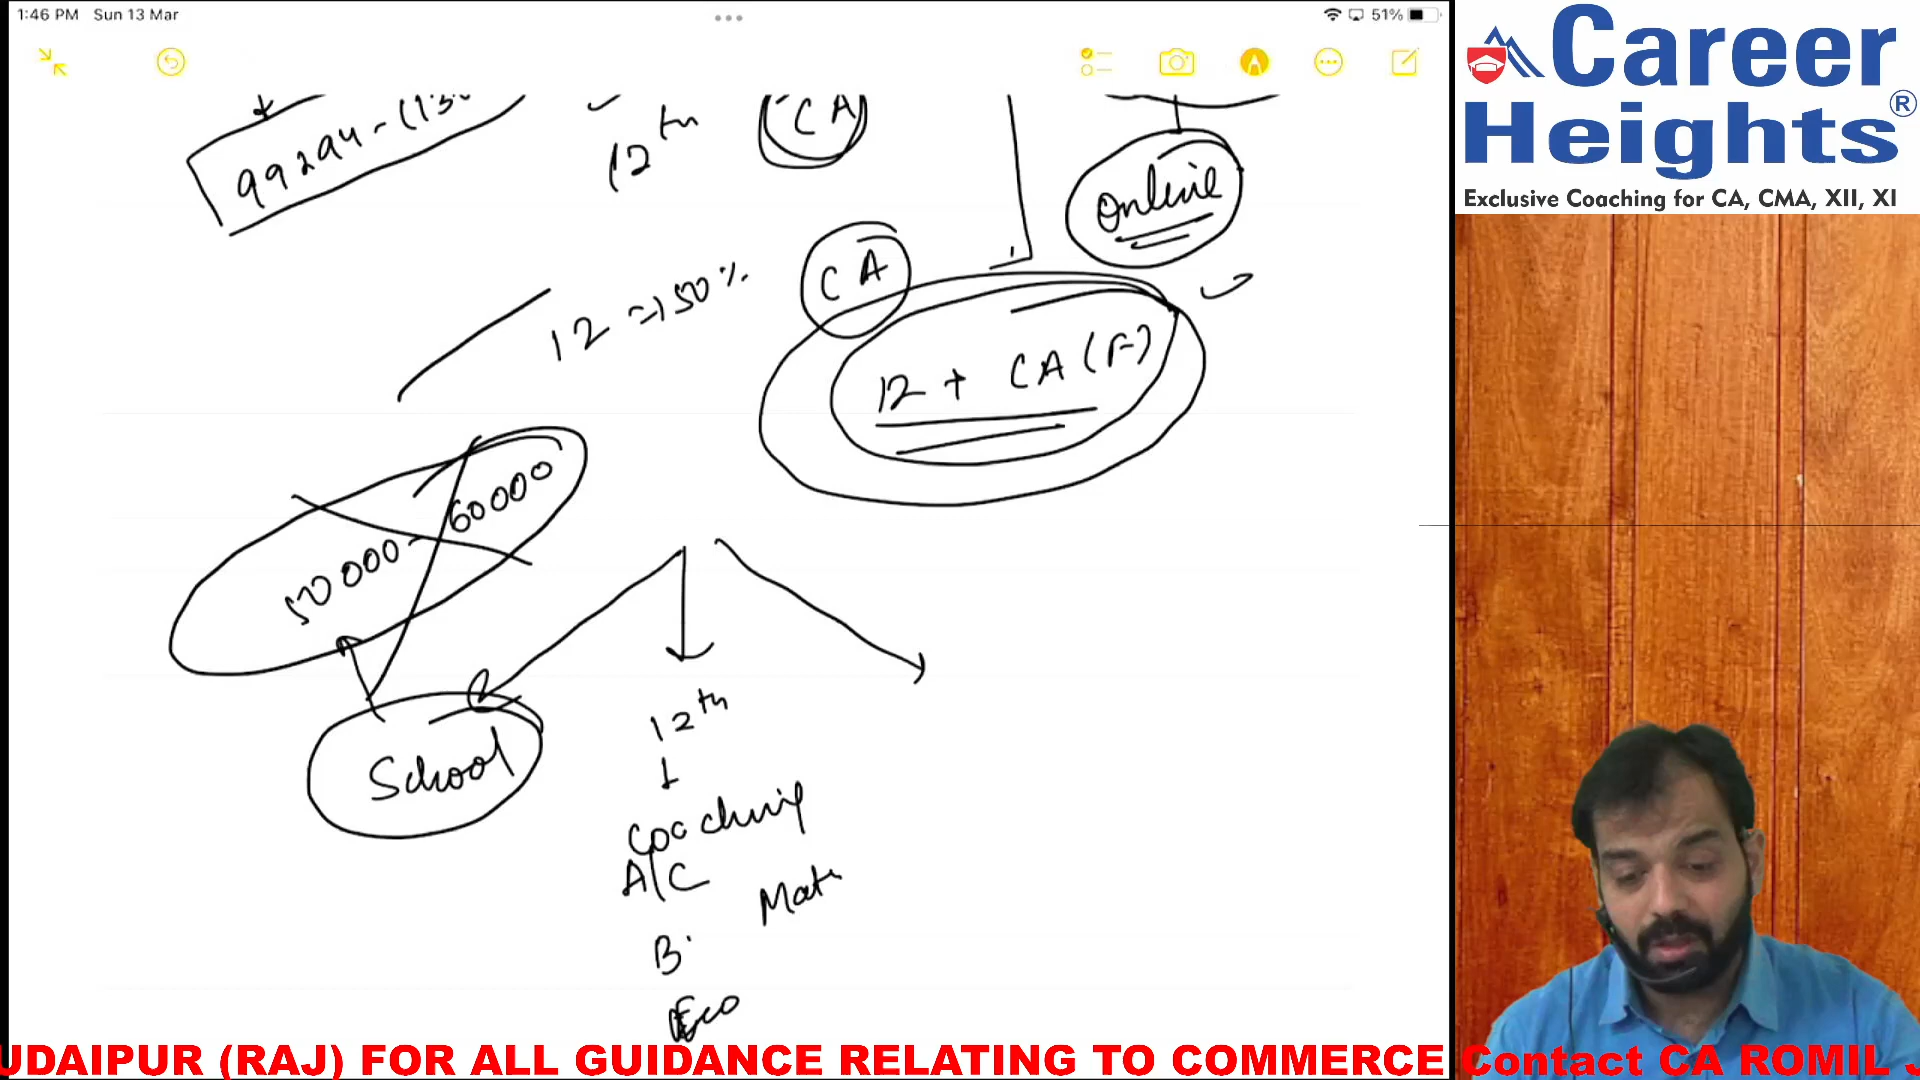 1:46 PM Sun 13 Mar
51%
Career
Heights®
Exclusive Coaching for CA, CMA, XII, XI
99294-
12th
CA
Online
CA
12 => 50%
12 + CA (F)
50000 - 60000
School
12th
Coaching
A/C
Mat
B
Eco
UDAIPUR (RAJ) FOR ALL GUIDANCE RELATING TO COMMERCE Contact CA ROMIL J